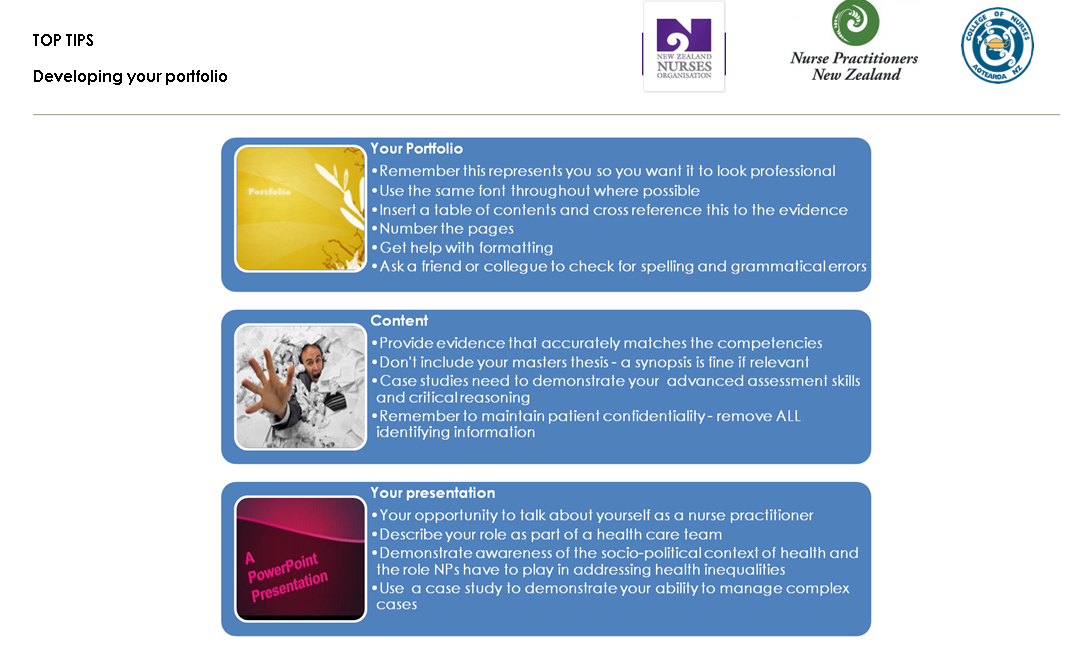 TOP TIPS
Developing your portfolio
NEW ZEALAND
NURSES
ORGANISATION
Nurse Practitioners
New Zealand
COLLEGE OF NURSES
AOTEAROA NZ
Your Portfolio
•Remember this represents you so you want it to look professional
•Use the same font throughout where possible
•Insert a table of contents and cross reference this to the evidence
•Number the pages
•Get help with formatting
•Ask a friend or collegue to check for spelling and grammatical errors
Portfolio
Content
•Provide evidence that accurately matches the competencies
•Don't include your masters thesis - a synopsis is fine if relevant
•Case studies need to demonstrate your advanced assessment skills
and critical reasoning
•Remember to maintain patient confidentiality - remove ALL
identifying information
Your presentation
•Your opportunity to talk about yourself as a nurse practitioner
•Describe your role as part of a health care team
•Demonstrate awareness of the socio-political context of health and
the role NPs have to play in addressing health inequalities
•Use a case study to demonstrate your ability to manage complex
cases
A
PowerPoint
Presentation